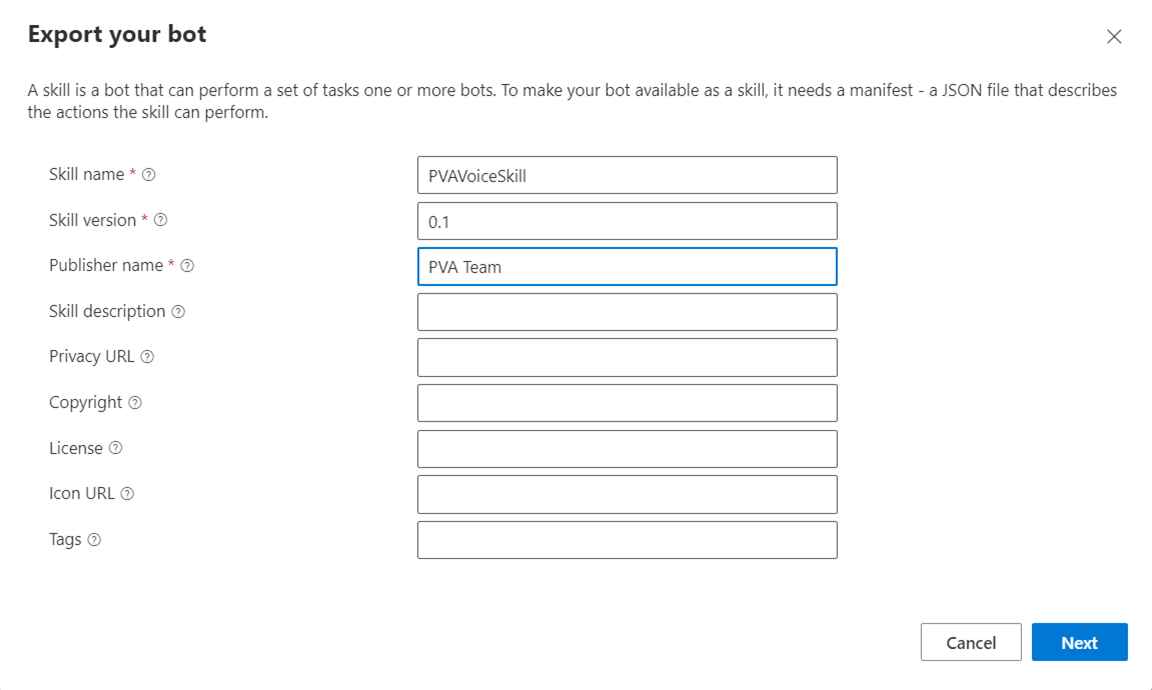 Export your bot
A skill is a bot that can perform a set of tasks one or more bots. To make your bot available as a skill, it needs a manifest - a JSON file that describes
the actions the skill can perform.
Skill name * PVAVoiceSkill
Skill version * 0.1
Publisher name * PVA Team
Skill description
Privacy URL
Copyright
License
Icon URL
Tags
Cancel Next